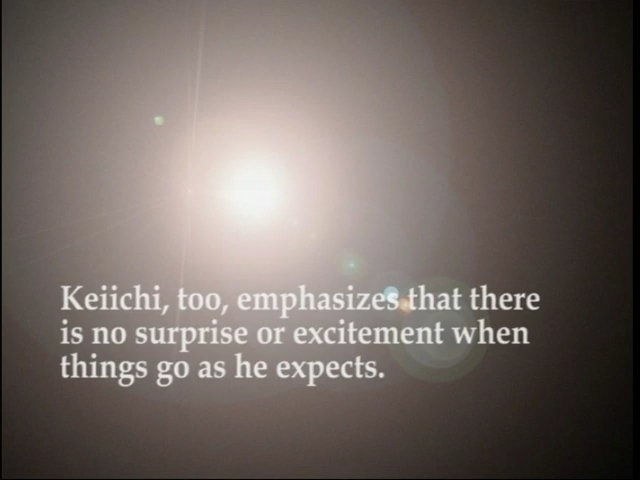 Keiichi, too, emphasizes that there
is no surprise or excitement when
things go as he expects.